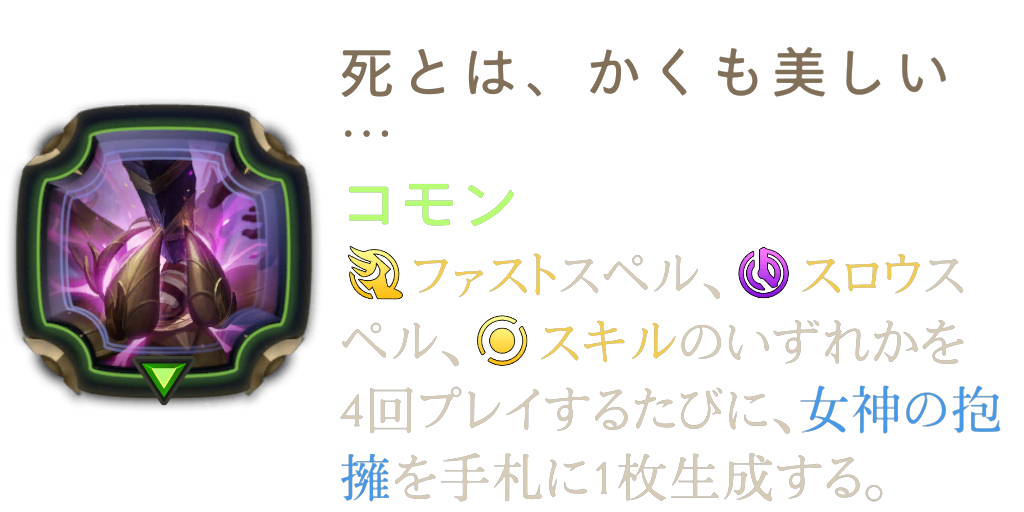 死とは、かくも美しい
…
コモン
ファストスペル、スロウス
ペル、スキルのいずれかを
4回プレイするたびに、女神の抱
擁を手札に1枚生成する。